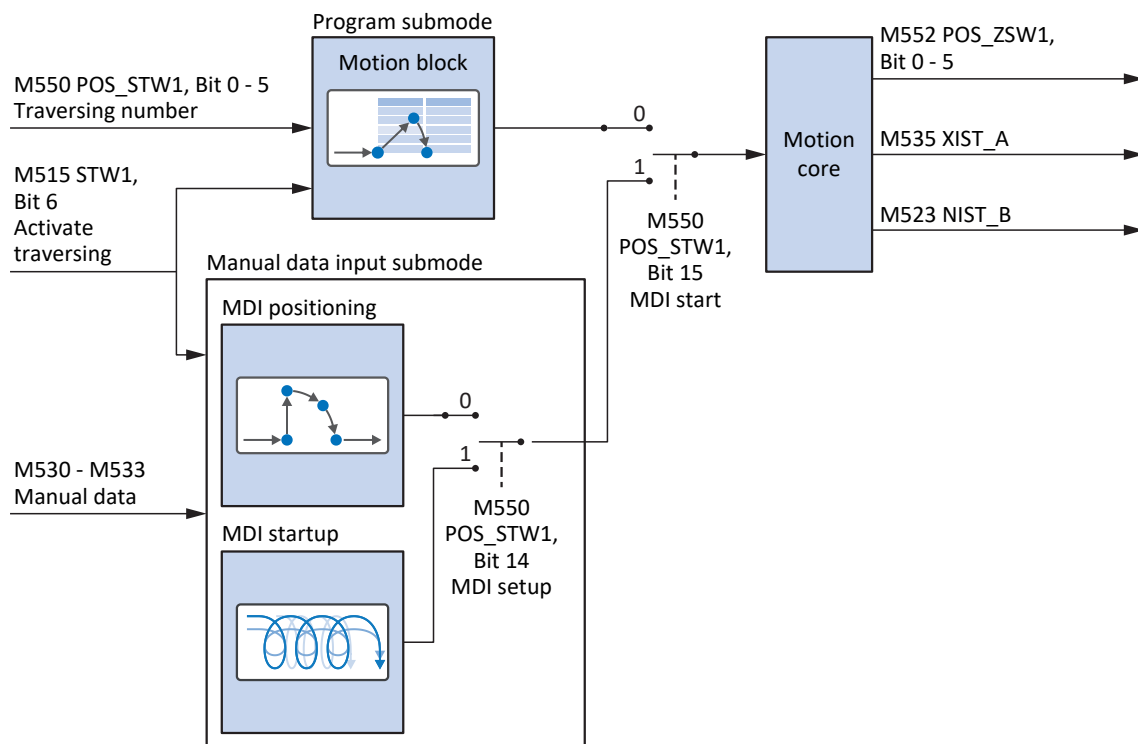 Program submode
Motion block
M550 POS_STW1, Bit 0 - 5
Traversing number
M515 STW1,
Bit 6
Activate
traversing
0
1
M550
POS_STW1,
Bit 15
MDI start
Motion
core
M552 POS_ZSW1,
Bit 0 - 5
M535 XIST_A
M523 NIST_B
Manual data input submode
MDI positioning
0
1
M550
POS_STW1,
Bit 14
MDI setup
M530 - M533
Manual data
MDI startup